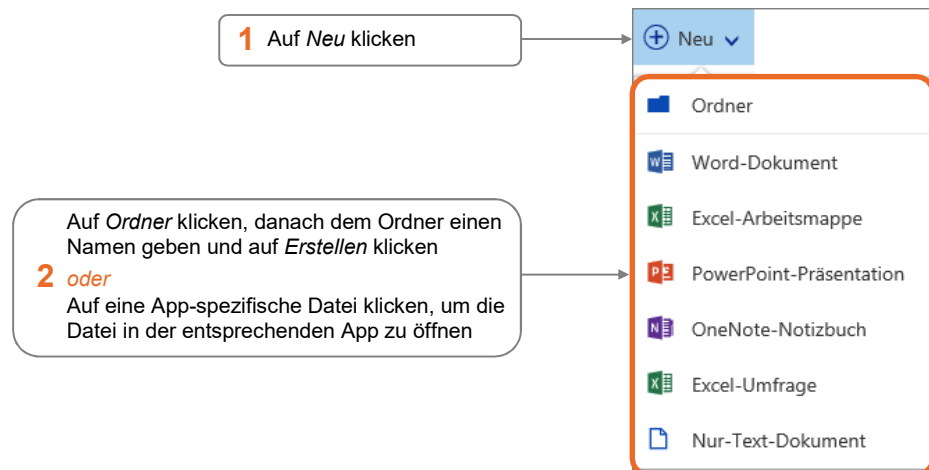 1 Auf Neu klicken
Neu
Ordner
Word-Dokument
Excel-Arbeitsmappe
PowerPoint-Präsentation
OneNote-Notizbuch
Excel-Umfrage
Nur-Text-Dokument
Auf Ordner klicken, danach dem Ordner einen
Namen geben und auf Erstellen klicken
2 oder
Auf eine App-spezifische Datei klicken, um die
Datei in der entsprechenden App zu öffnen